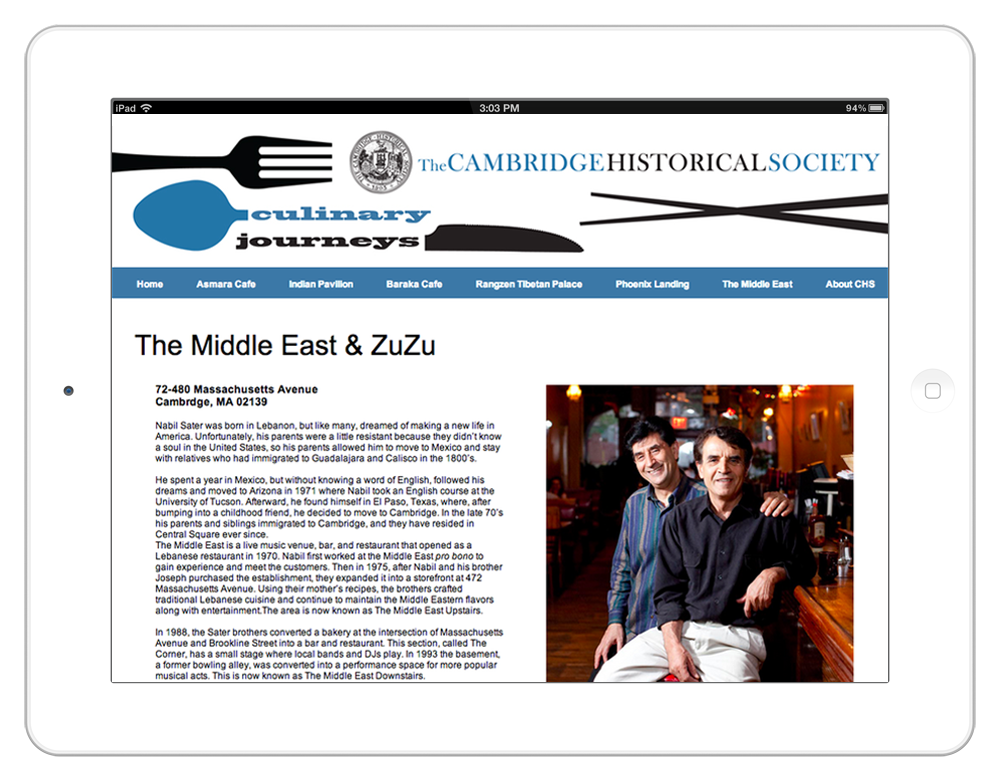 iPad
3:03 PM
94%
TheCAMBRIDGEHISTORICALSOCIETY
culinary
journeys
Home
Asmara Cafe
Indian Pavilion
Baraka Cafe
Rangzen Tibetan Palace
Phoenix Landing
The Middle East
About CHS
The Middle East & ZuZu
72-480 Massachusetts Avenue
Cambrdge, MA 02139
Nabil Sater was born in Lebanon, but like many, dreamed of making a new life in
America. Unfortunately, his parents were a little resistant because they didn't know
a soul in the United States, so his parents allowed him to move to Mexico and stay
with relatives who had immigrated to Guadalajara and Calisco in the 1800's.
He spent a year in Mexico, but without knowing a word of English, followed his
dreams and moved to Arizona in 1971 where Nabil took an English course at the
University of Tucson. Afterward, he found himself in El Paso, Texas, where, after
bumping into a childhood friend, he decided to move to Cambridge. In the late 70's
his parents and siblings immigrated to Cambridge, and they have resided in
Central Square ever since.
The Middle East is a live music venue, bar, and restaurant that opened as a
Lebanese restaurant in 1970. Nabil first worked at the Middle East pro bono to
gain experience and meet the customers. Then in 1975, after Nabil and his brother
Joseph purchased the establishment, they expanded it into a storefront at 472
Massachusetts Avenue. Using their mother's recipes, the brothers crafted
traditional Lebanese cuisine and continue to maintain the Middle Eastern flavors
along with entertainment.The area is now known as The Middle East Upstairs.
In 1988, the Sater brothers converted a bakery at the intersection of Massachusetts
Avenue and Brookline Street into a bar and restaurant. This section, called The
Corner, has a small stage where local bands and DJs play. In 1993 the basement,
a former bowling alley, was converted into a performance space for more popular
musical acts. This is now known as The Middle East Downstairs.